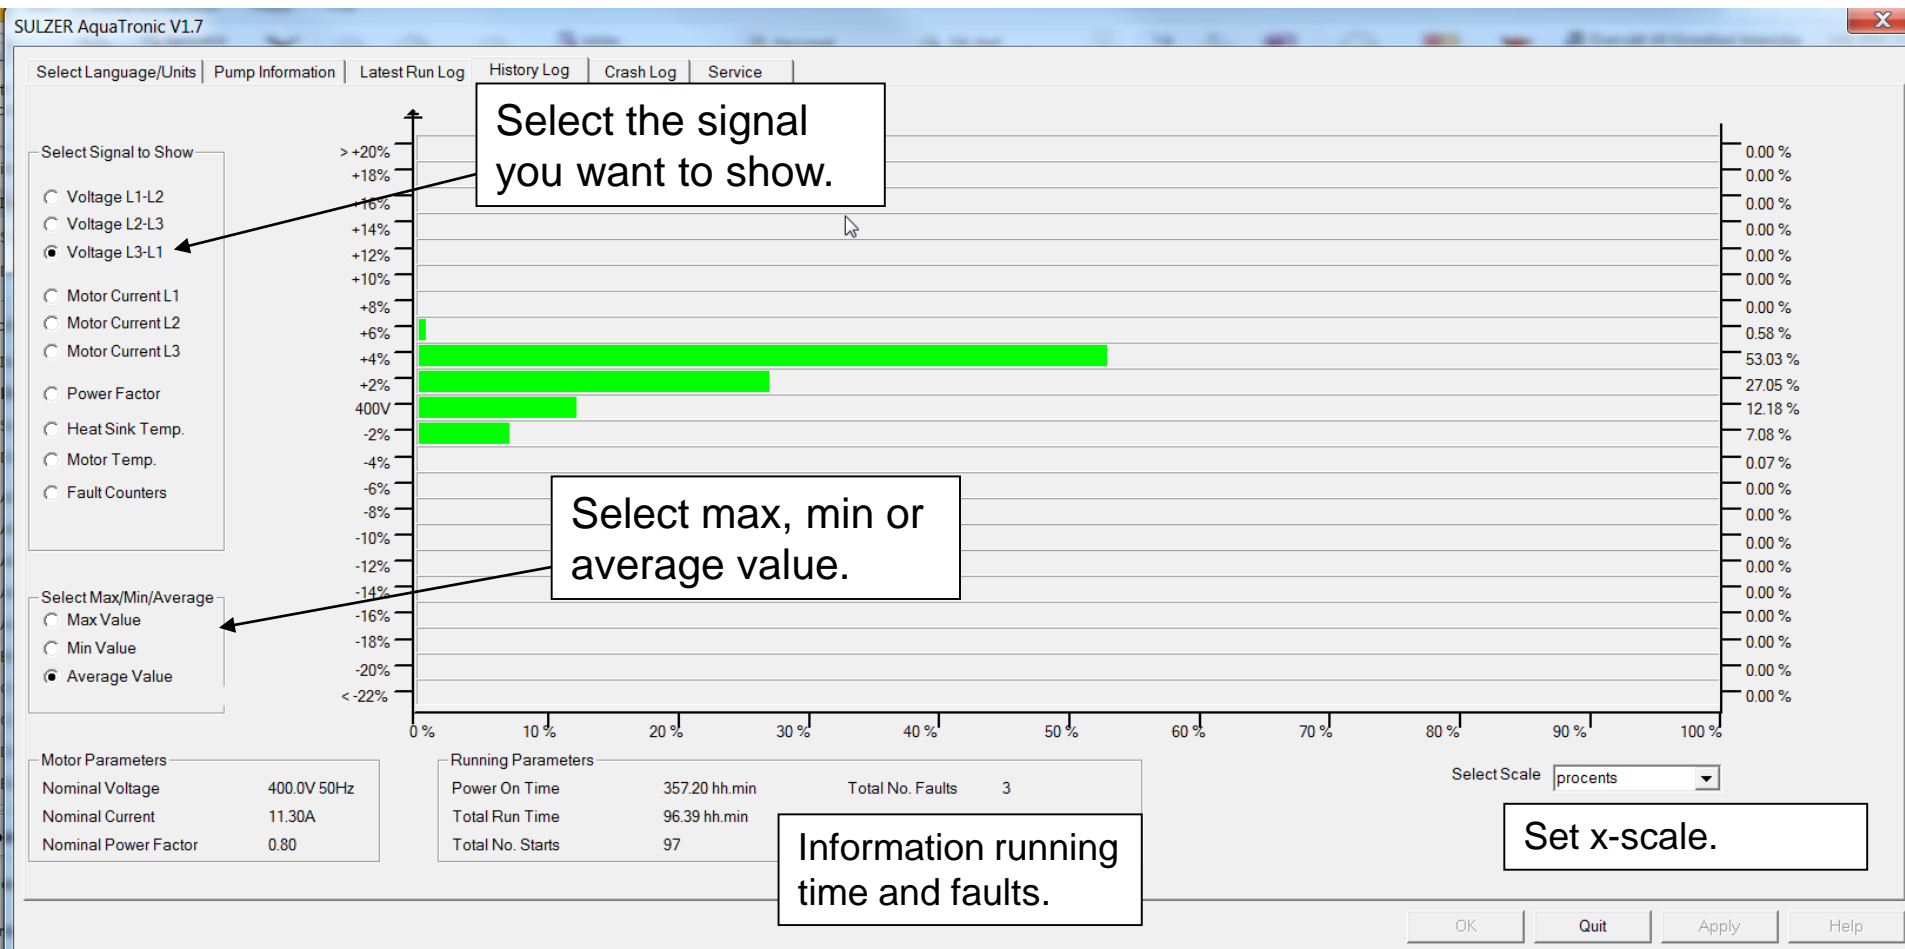 SULZER AquaTronic V1.7
Select Language/Units Pump Information Latest Run Log History Log Crash Log Service
Select the signal
you want to show.
Select Signal to Show
Voltage L1-L2
Voltage L2-L3
Voltage L3-L1
Motor Current L1
Motor Current L2
Motor Current L3
Power Factor
Heat Sink Temp.
Motor Temp.
Fault Counters
> +20% 0.00 %
+18% 0.00 %
+16% 0.00 %
+14% 0.00 %
+12% 0.00 %
+10% 0.00 %
+8% 0.00 %
+6% 0.58 %
+4% 53.03 %
+2% 27.05 %
400V 12.18 %
-2% 7.08 %
-4% 0.07 %
-6% 0.00 %
-8% 0.00 %
-10% 0.00 %
-12% 0.00 %
-14% 0.00 %
-16% 0.00 %
-18% 0.00 %
-20% 0.00 %
< -22% 0.00 %
Select max, min or
average value.
Select Max/Min/Average
Max Value
Min Value
Average Value
0 % 10 % 20 % 30 % 40 % 50 % 60 % 70 % 80 % 90 % 100 %
Motor Parameters
Nominal Voltage 400.0V 50Hz
Nominal Current 11.30A
Nominal Power Factor 0.80
Running Parameters
Power On Time 357.20 hh.min Total No. Faults 3
Total Run Time 96.39 hh.min
Total No. Starts 97
Information running
time and faults.
Select Scale procents
Set x-scale.
OK Quit Apply Help